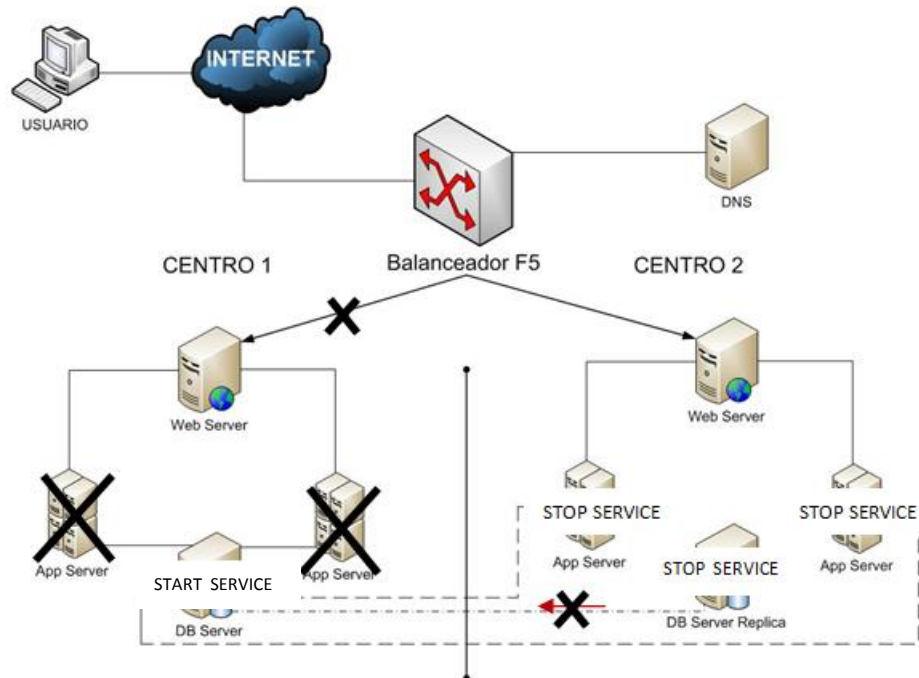 INTERNET
USUARIO
DNS
CENTRO 1
Balanceador F5
CENTRO 2
Web Server
Web Server
STOP SERVICE
STOP SERVICE
App Server
App Server
App Server
App Server
START SERVICE
STOP SERVICE
DB Server
DB Server Replica